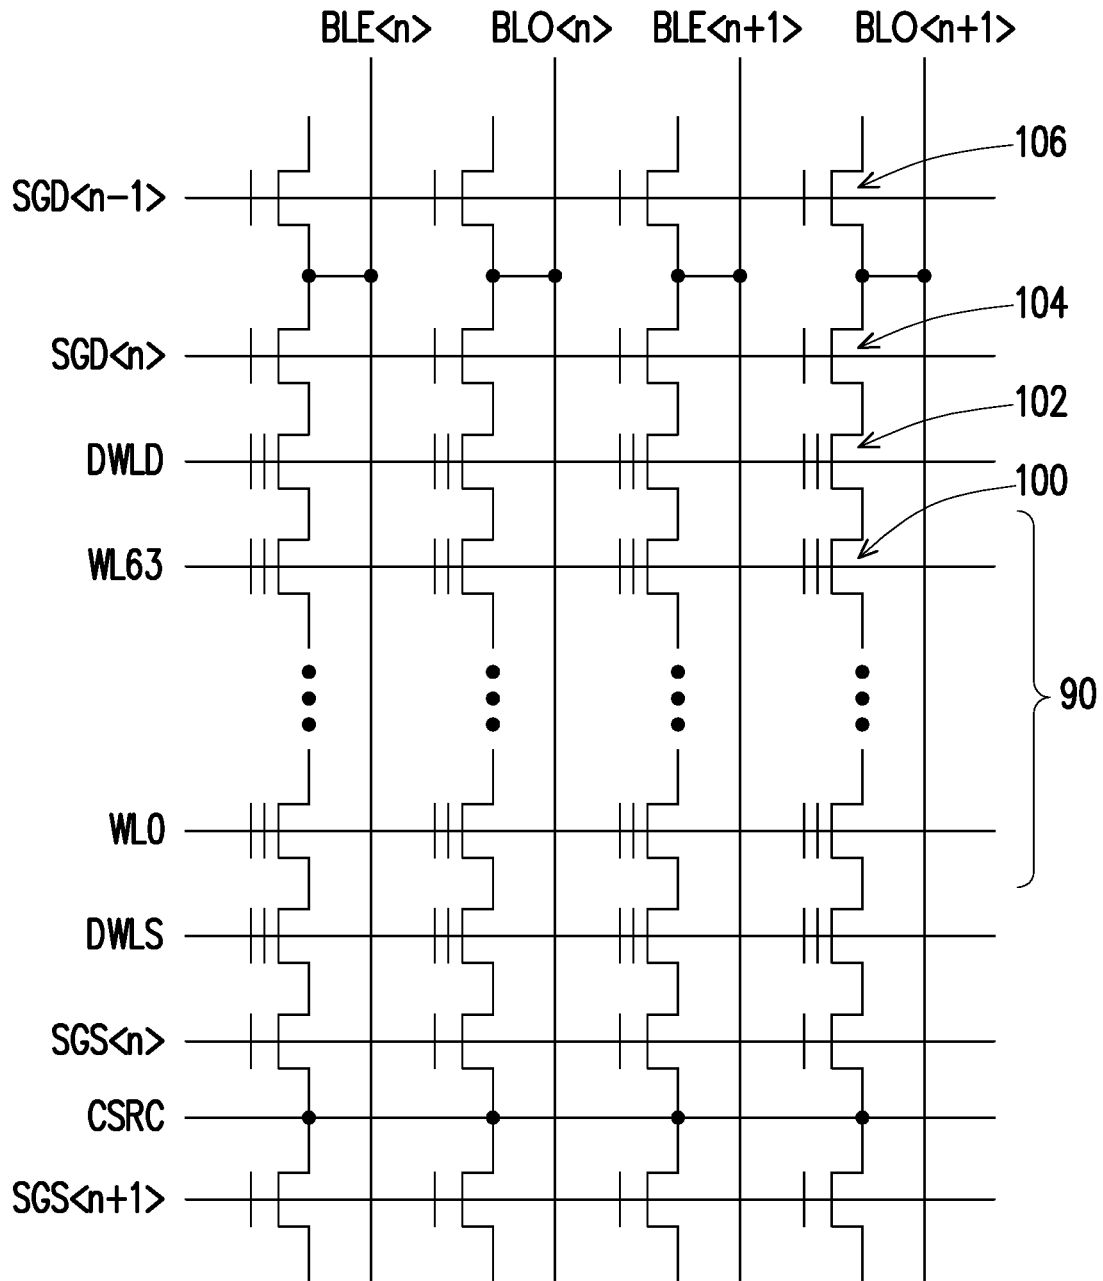 BLE<n> BLO<n> BLE<n+1> BLO<n+1>
106
SGD<n-1>
104
SGD<n>
102
DWLD
100
WL63
90
WL0
DWLS
SGS<n>
CSRC
SGS<n+1>